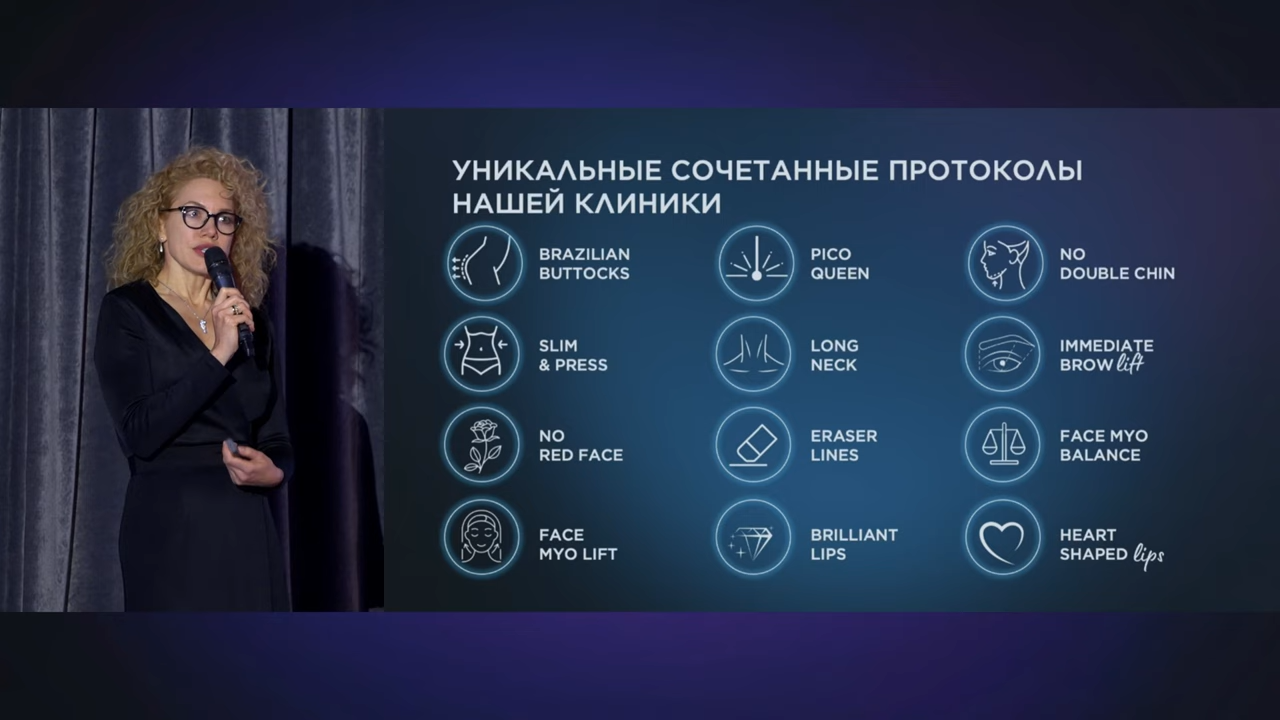 УНИКАЛЬНЫЕ СОЧЕТАННЫЕ ПРОТОКОЛЫ
НАШЕЙ КЛИНИКИ
BRAZILIAN
BUTTOCKS
PICO
QUEEN
NO
DOUBLE CHIN
SLIM
& PRESS
LONG
NECK
IMMEDIATE
BROW lift
NO
RED FACE
ERASER
LINES
FACE MYO
BALANCE
FACE
MYO LIFT
BRILLIANT
LIPS
HEART
SHAPED lips